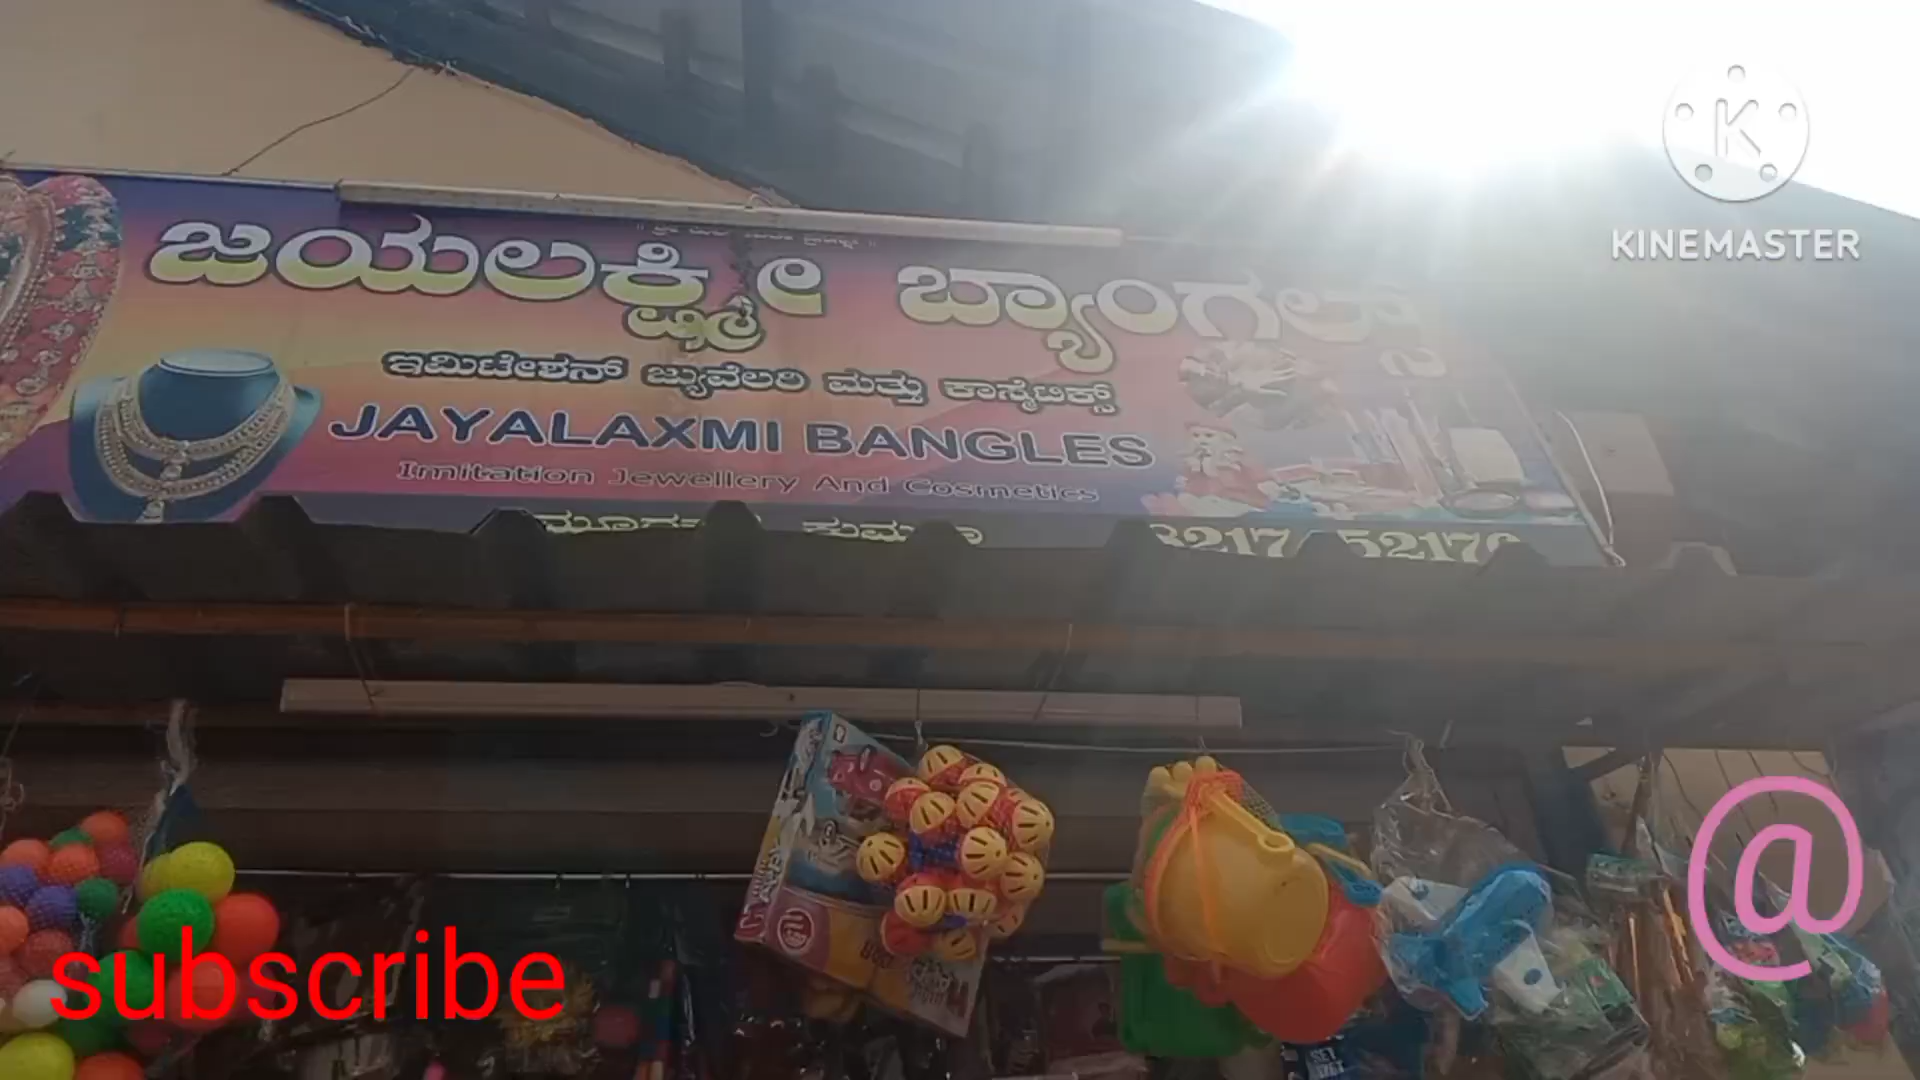 ಜಯಲಕ್ಷ್ಮೀ ಬ್ಯಾಂಗಲ್ಸ್
ಇಮಿಟೇಶನ್ ಜ್ಯುವೆಲರಿ ಮತ್ತು ಕಾಸ್ಮೆಟಿಕ್ಸ್
JAYALAXMI BANGLES
Imitation Jewellery And Cosmetics
K
KINEMASTER
@
subscribe